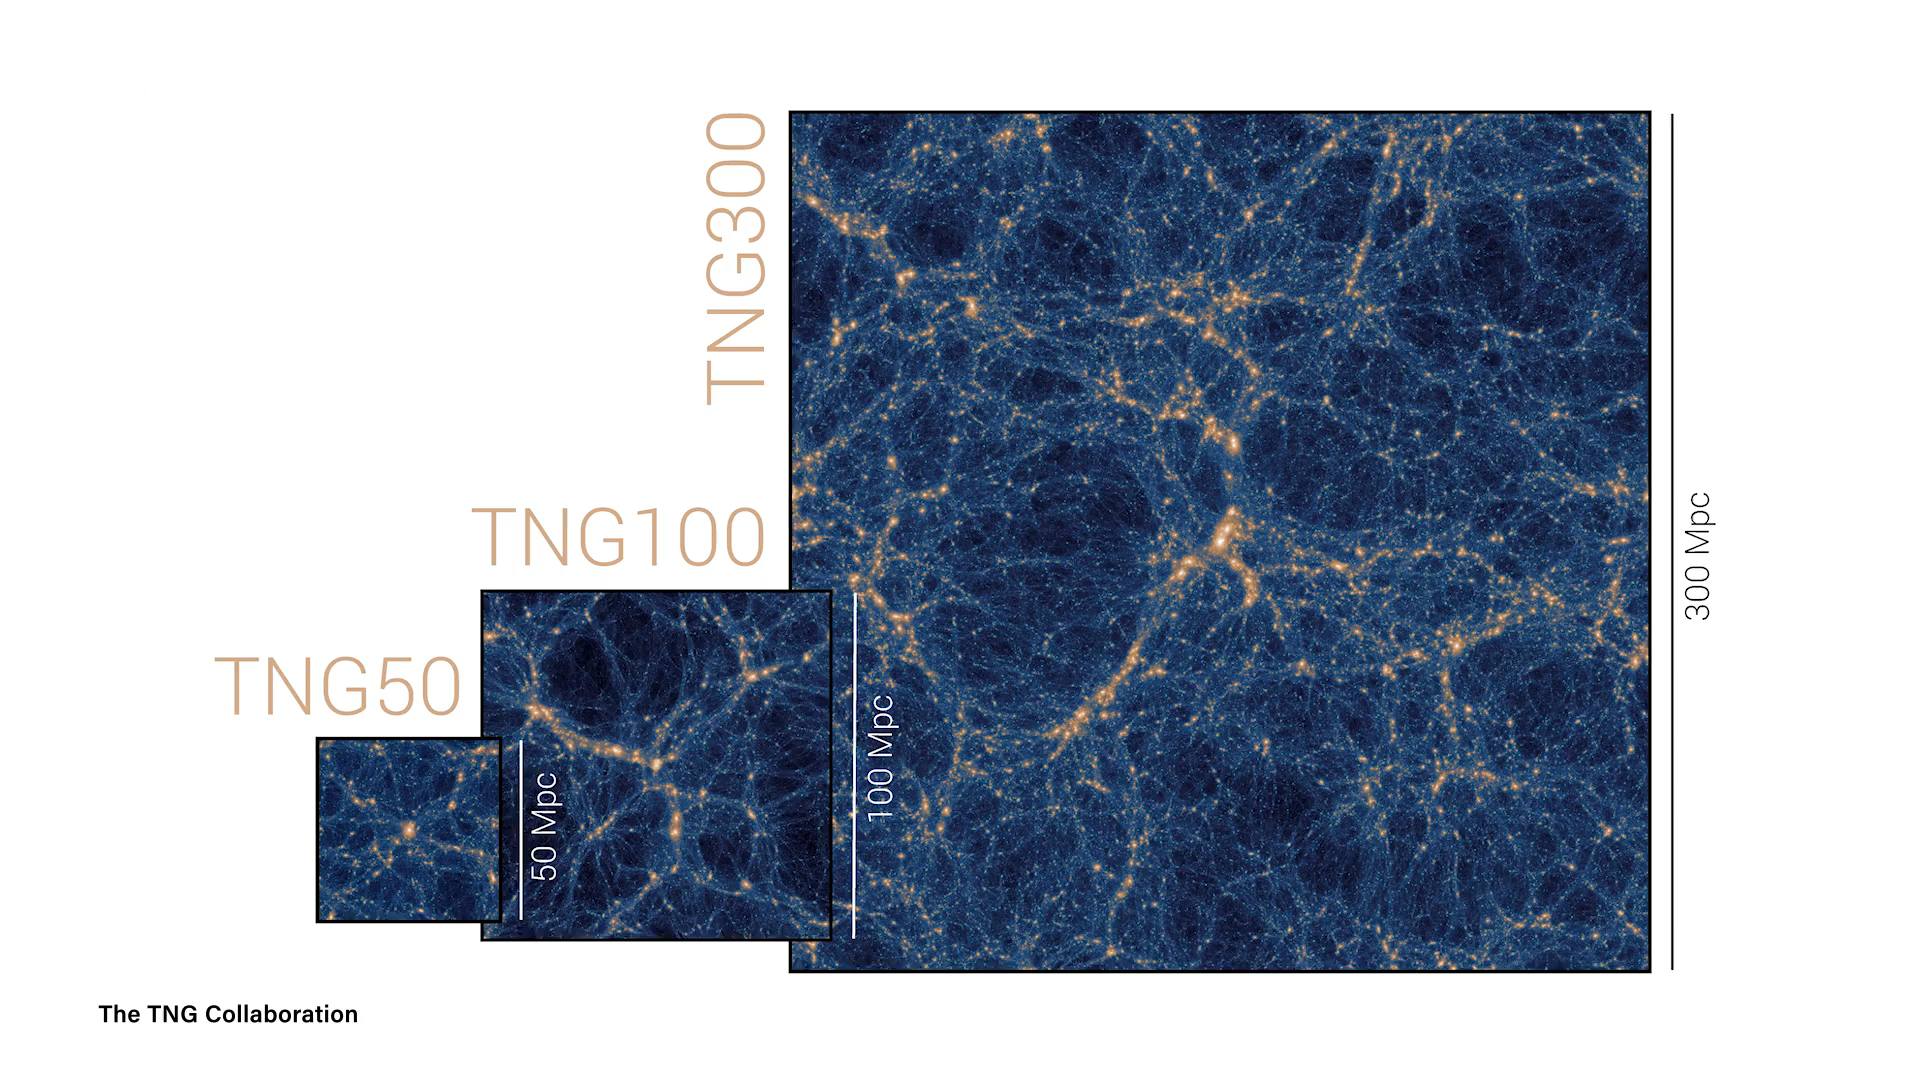 TNG300
TNG100
TNG50
300 Mpc
100 Mpc
50 Mpc
The TNG Collaboration